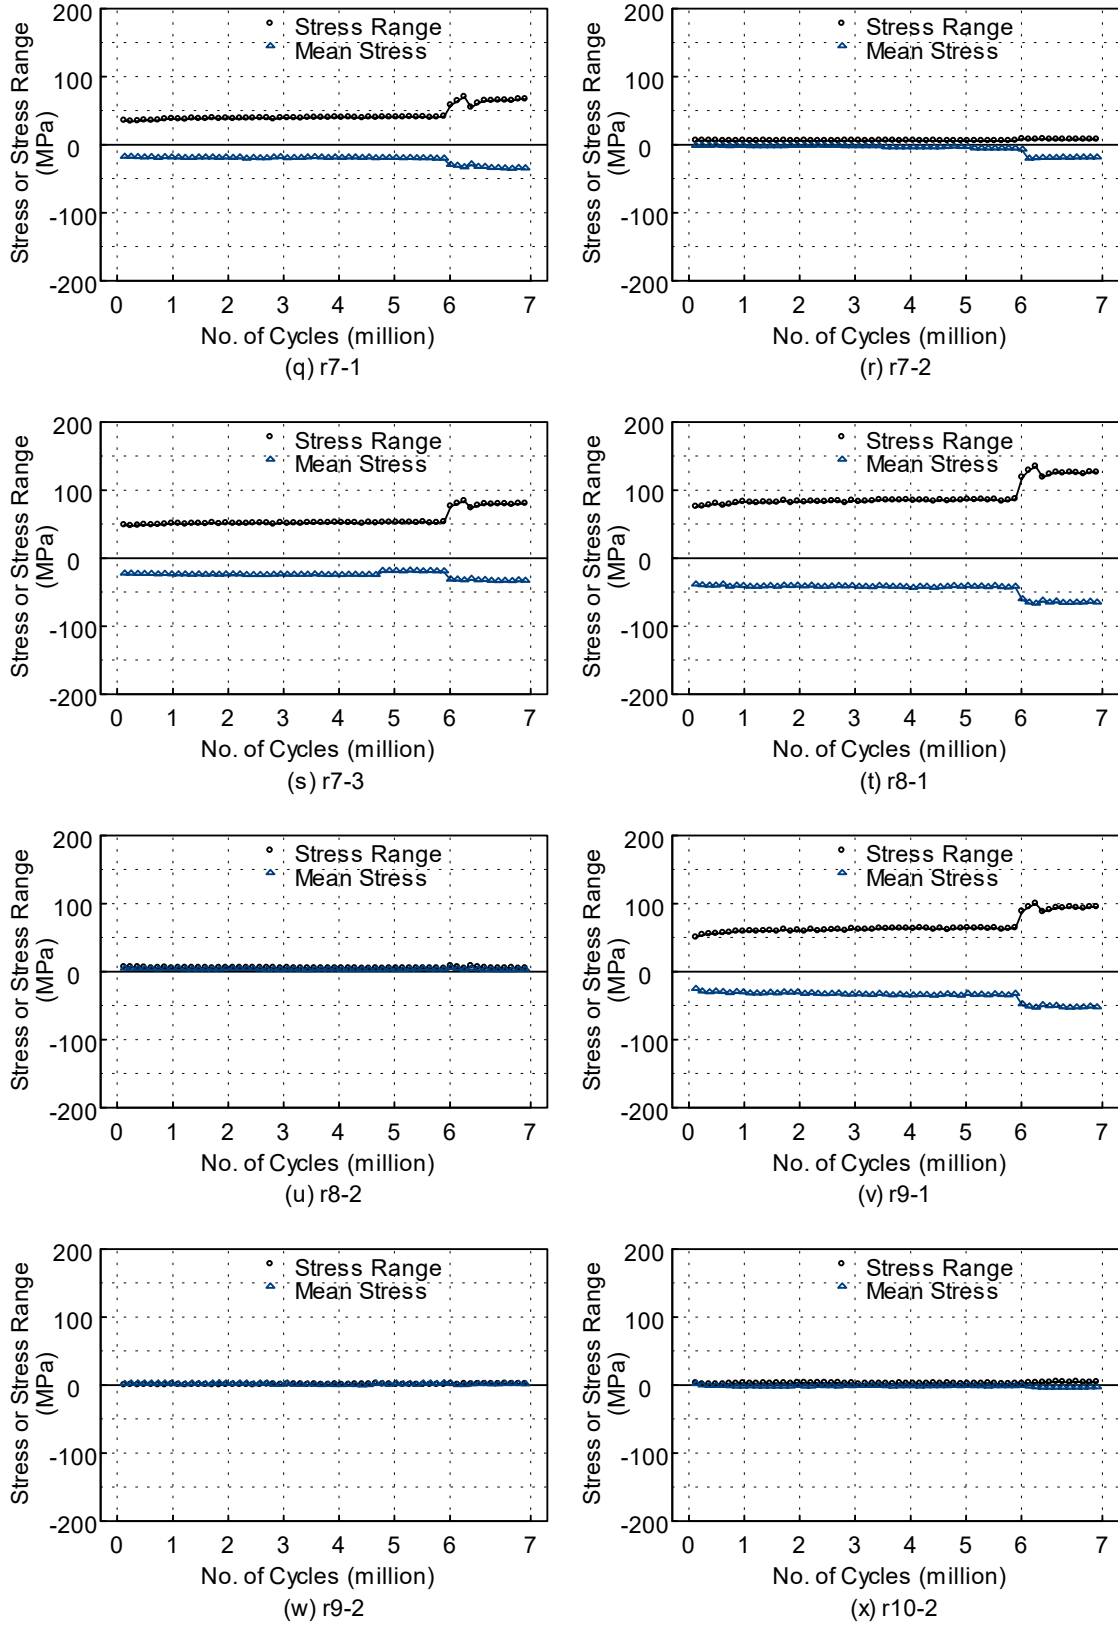 200
100
0
-100
-200
Stress or Stress Range
(MPa)
Stress Range
Mean Stress
0 1 2 3 4 5 6 7
No. of Cycles (million)
(q) r7-1
200
100
0
-100
-200
Stress or Stress Range
(MPa)
Stress Range
Mean Stress
0 1 2 3 4 5 6 7
No. of Cycles (million)
(r) r7-2
200
100
0
-100
-200
Stress or Stress Range
(MPa)
Stress Range
Mean Stress
0 1 2 3 4 5 6 7
No. of Cycles (million)
(s) r7-3
200
100
0
-100
-200
Stress or Stress Range
(MPa)
Stress Range
Mean Stress
0 1 2 3 4 5 6 7
No. of Cycles (million)
(t) r8-1
200
100
0
-100
-200
Stress or Stress Range
(MPa)
Stress Range
Mean Stress
0 1 2 3 4 5 6 7
No. of Cycles (million)
(u) r8-2
200
100
0
-100
-200
Stress or Stress Range
(MPa)
Stress Range
Mean Stress
0 1 2 3 4 5 6 7
No. of Cycles (million)
(v) r9-1
200
100
0
-100
-200
Stress or Stress Range
(MPa)
Stress Range
Mean Stress
0 1 2 3 4 5 6 7
No. of Cycles (million)
(w) r9-2
200
100
0
-100
-200
Stress or Stress Range
(MPa)
Stress Range
Mean Stress
0 1 2 3 4 5 6 7
No. of Cycles (million)
(x) r10-2